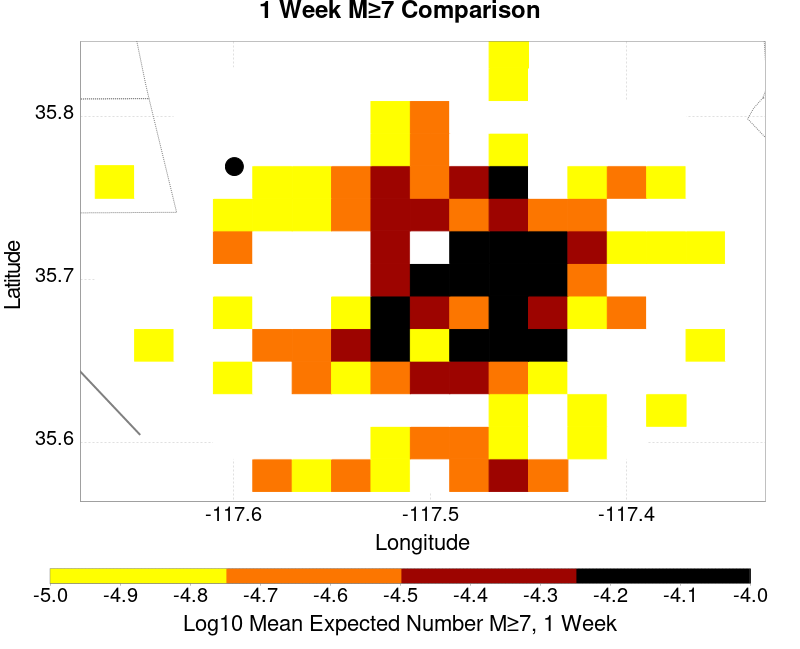 1 Week M≥7 Comparison
35.8
35.7
35.6
Latitude
-117.6 -117.5 -117.4
Longitude
-5.0 -4.9 -4.8 -4.7 -4.6 -4.5 -4.4 -4.3 -4.2 -4.1 -4.0
Log10 Mean Expected Number M≥7, 1 Week